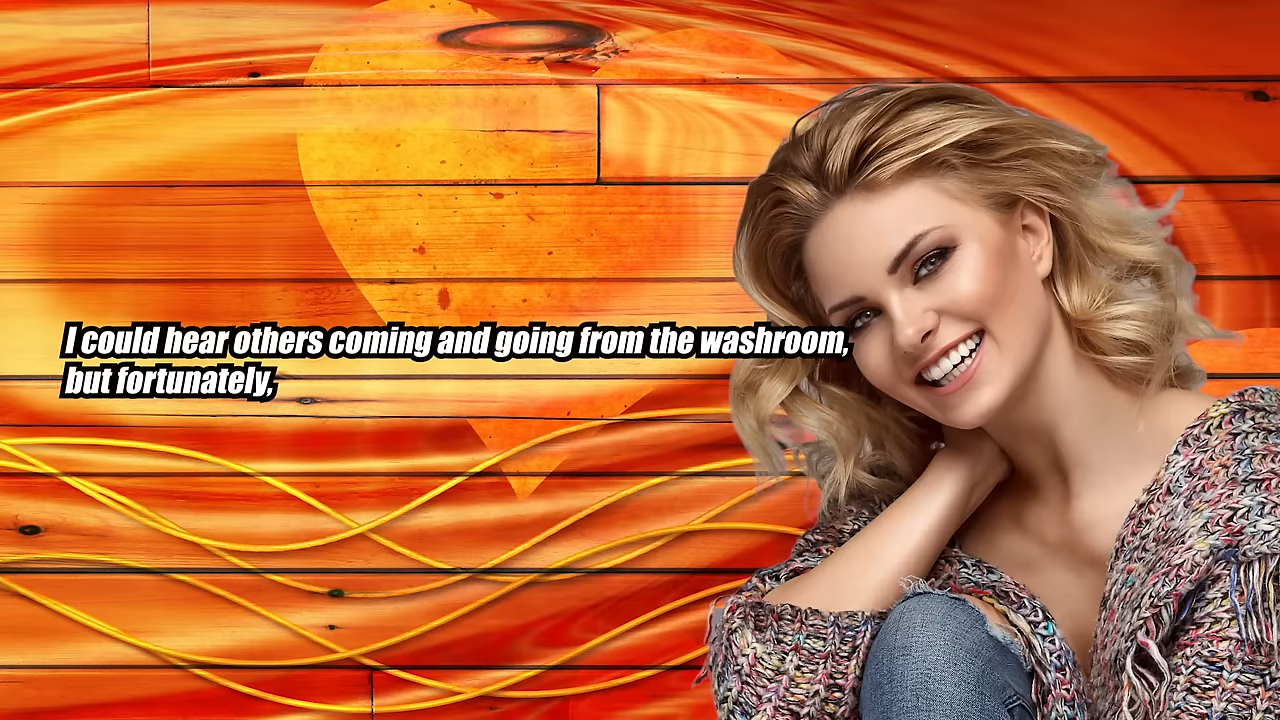 I could hear others coming and going from the washroom,
but fortunately,